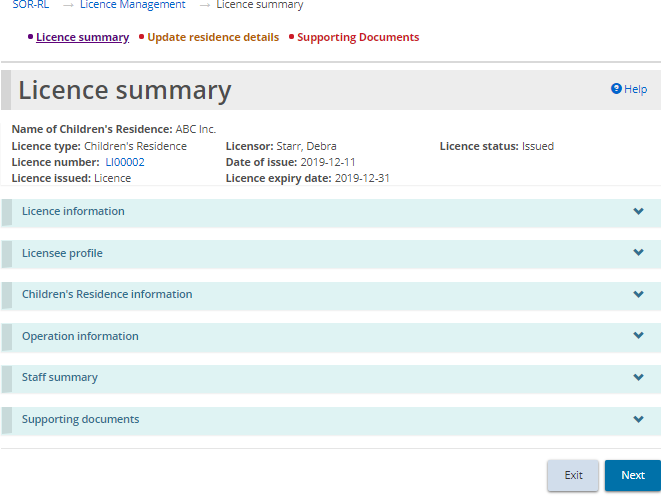 SOR-RL → Licence Management → Licence summary
• Licence summary • Update residence details • Supporting Documents
Licence summary
Help
Name of Children's Residence: ABC Inc.
Licence type: Children's Residence Licensor: Starr, Debra Licence status: Issued
Licence number: LI00002 Date of issue: 2019-12-11
Licence issued: Licence Licence expiry date: 2019-12-31
Licence information
Licensee profile
Children's Residence information
Operation information
Staff summary
Supporting documents
Exit Next